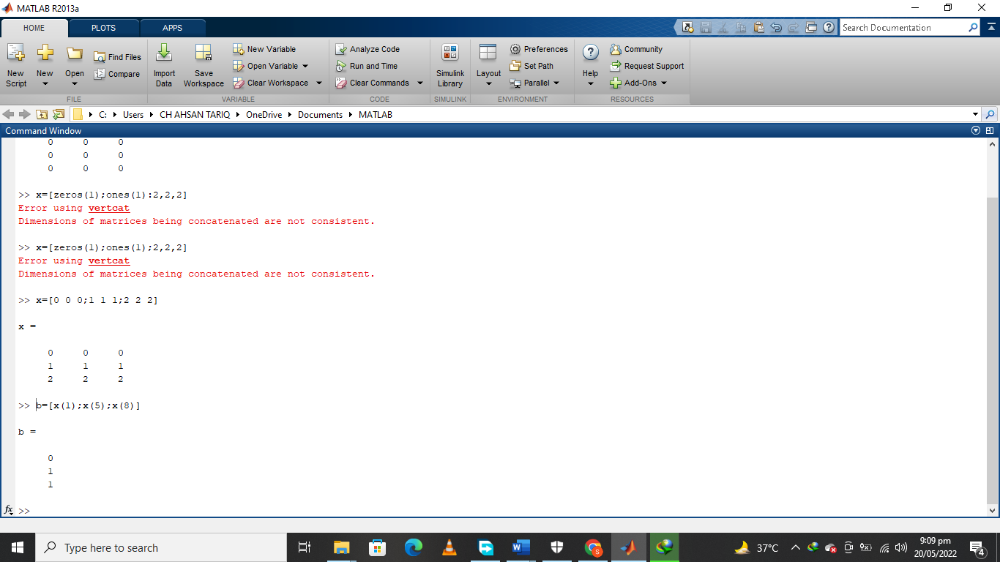 MATLAB R2013a
HOME PLOTS APPS
Search Documentation
New Script
New
Open
Find Files
Compare
Import Data
Save Workspace
New Variable
Open Variable
Clear Workspace
Analyze Code
Run and Time
Clear Commands
Simulink Library
Layout
Preferences
Set Path
Parallel
Help
Community
Request Support
Add-Ons
FILE VARIABLE CODE SIMULINK ENVIRONMENT RESOURCES
C: Users CH AHSAN TARIQ OneDrive Documents MATLAB
Command Window
0 0 0
0 0 0
0 0 0
>> x=[zeros(1);ones(1):2,2,2]
Error using vertcat
Dimensions of matrices being concatenated are not consistent.
>> x=[zeros(1);ones(1);2,2,2]
Error using vertcat
Dimensions of matrices being concatenated are not consistent.
>> x=[0 0 0;1 1 1;2 2 2]
x =
0 0 0
1 1 1
2 2 2
>> b=[x(1);x(5);x(8)]
b =
0
1
1
fx >>
Type here to search
37°C
9:09 pm
20/05/2022
4